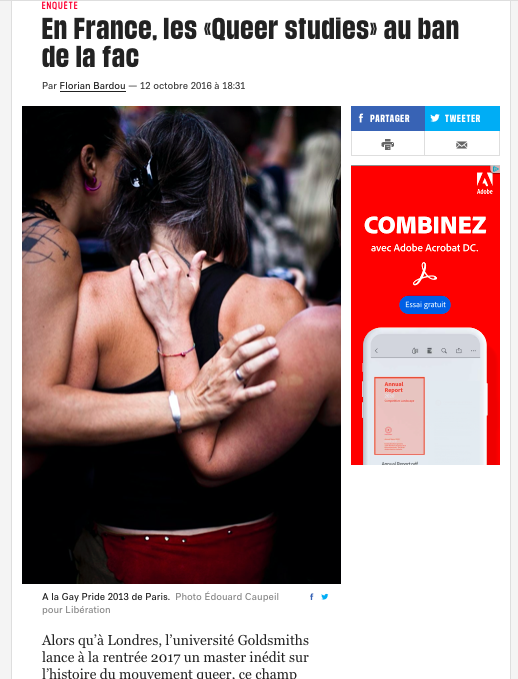 ENQUÊTE
En France, les «Queer studies» au ban
de la fac
Par Florian Bardou — 12 octobre 2016 à 18:31
PARTAGER
TWEETER
Adobe
COMBINEZ
avec Adobe Acrobat DC.
Essai gratuit
Annual
Report
A la Gay Pride 2013 de Paris. Photo Édouard Caupeil
pour Libération
Alors qu’à Londres, l’université Goldsmiths
lance à la rentrée 2017 un master inédit sur
l’histoire du mouvement queer, ce champ